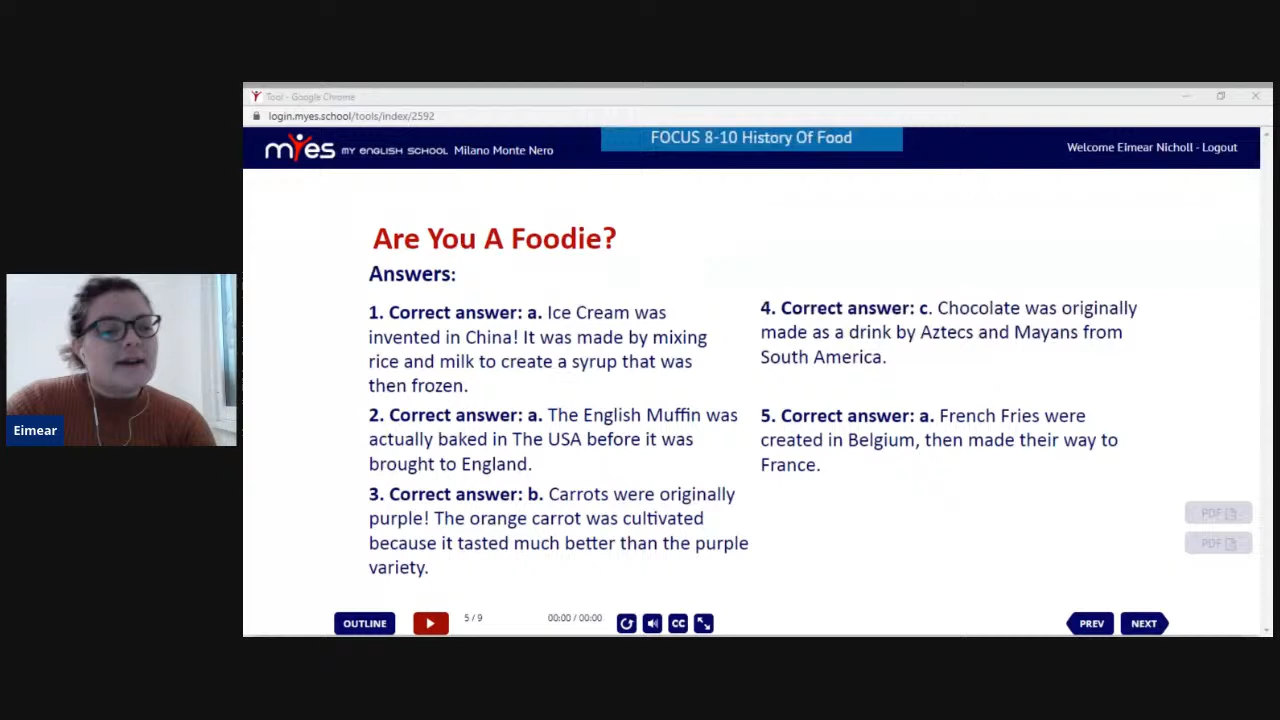 Tool - Google Chrome
login.myes.school/tools/index/2592
FOCUS 8-10 History Of Food
myes MY ENGLISH SCHOOL Milano Monte Nero
Welcome Eimear Nicholl - Logout
Are You A Foodie?
Answers:
1. Correct answer: a. Ice Cream was
invented in China! It was made by mixing
rice and milk to create a syrup that was
then frozen.
2. Correct answer: a. The English Muffin was
actually baked in The USA before it was
brought to England.
3. Correct answer: b. Carrots were originally
purple! The orange carrot was cultivated
because it tasted much better than the purple
variety.
4. Correct answer: c. Chocolate was originally
made as a drink by Aztecs and Mayans from
South America.
5. Correct answer: a. French Fries were
created in Belgium, then made their way to
France.
PDF
PDF
Eimear
OUTLINE
5 / 9
00:00 / 00:00
CC
PREV
NEXT